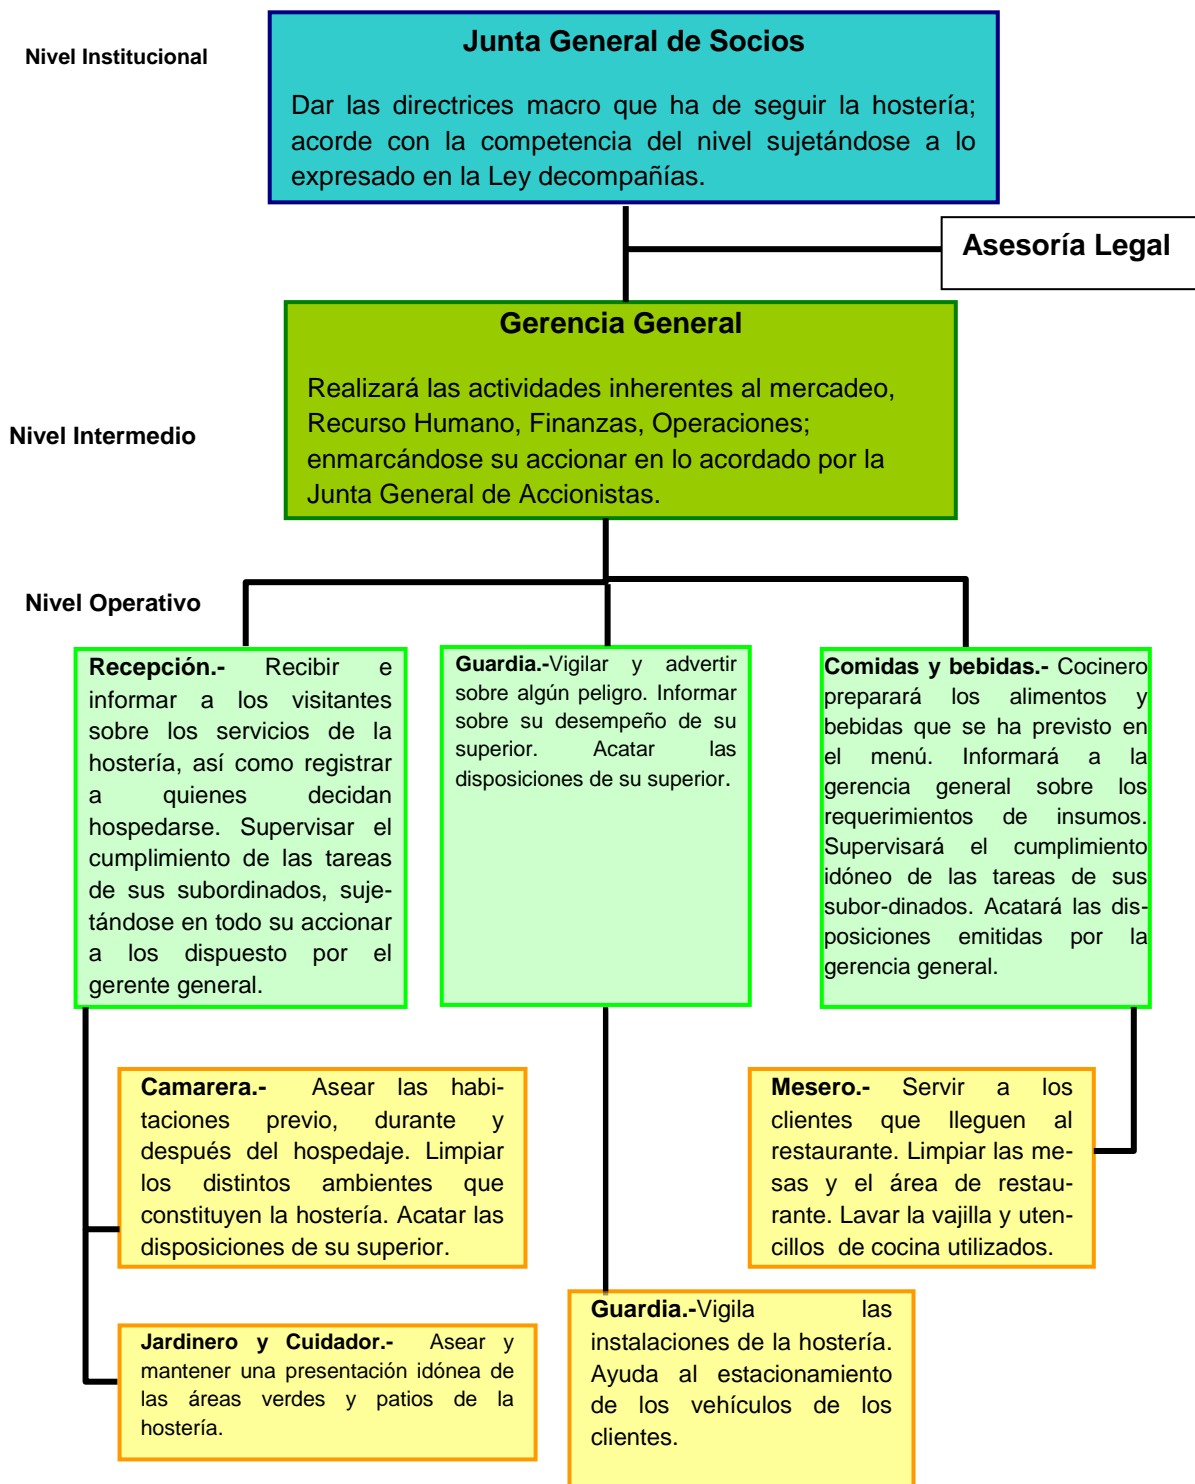 Nivel Institucional
Junta General de Socios
Dar las directrices macro que ha de seguir la hostería;
acorde con la competencia del nivel sujetándose a lo
expresado en la Ley decompañías.
Asesoría Legal
Gerencia General
Realizará las actividades inherentes al mercadeo,
Recurso Humano, Finanzas, Operaciones;
enmarcándose su accionar en lo acordado por la
Junta General de Accionistas.
Nivel Intermedio
Nivel Operativo
Recepción.- Recibir e
informar a los visitantes
sobre los servicios de la
hostería, así como registrar
a quienes decidan
hospedarse. Supervisar el
cumplimiento de las tareas
de sus subordinados, suje-
tándose en todo su accionar
a los dispuesto por el
gerente general.
Guardia.-Vigilar y advertir
sobre algún peligro. Informar
sobre su desempeño de su
superior. Acatar las
disposiciones de su superior.
Comidas y bebidas.- Cocinero
preparará los alimentos y
bebidas que se ha previsto en
el menú. Informará a la
gerencia general sobre los
requerimientos de insumos.
Supervisará el cumplimiento
idóneo de las tareas de sus
subor-dinados. Acatará las dis-
posiciones emitidas por la
gerencia general.
Camarera.- Asear las habi-
taciones previo, durante y
después del hospedaje. Limpiar
los distintos ambientes que
constituyen la hostería. Acatar las
disposiciones de su superior.
Mesero.- Servir a los
clientes que lleguen al
restaurante. Limpiar las me-
sas y el área de restau-
rante. Lavar la vajilla y uten-
cillos de cocina utilizados.
Jardinero y Cuidador.- Asear y
mantener una presentación idónea de
las áreas verdes y patios de la
hostería.
Guardia.-Vigila las
instalaciones de la hostería.
Ayuda al estacionamiento
de los vehículos de los
clientes.